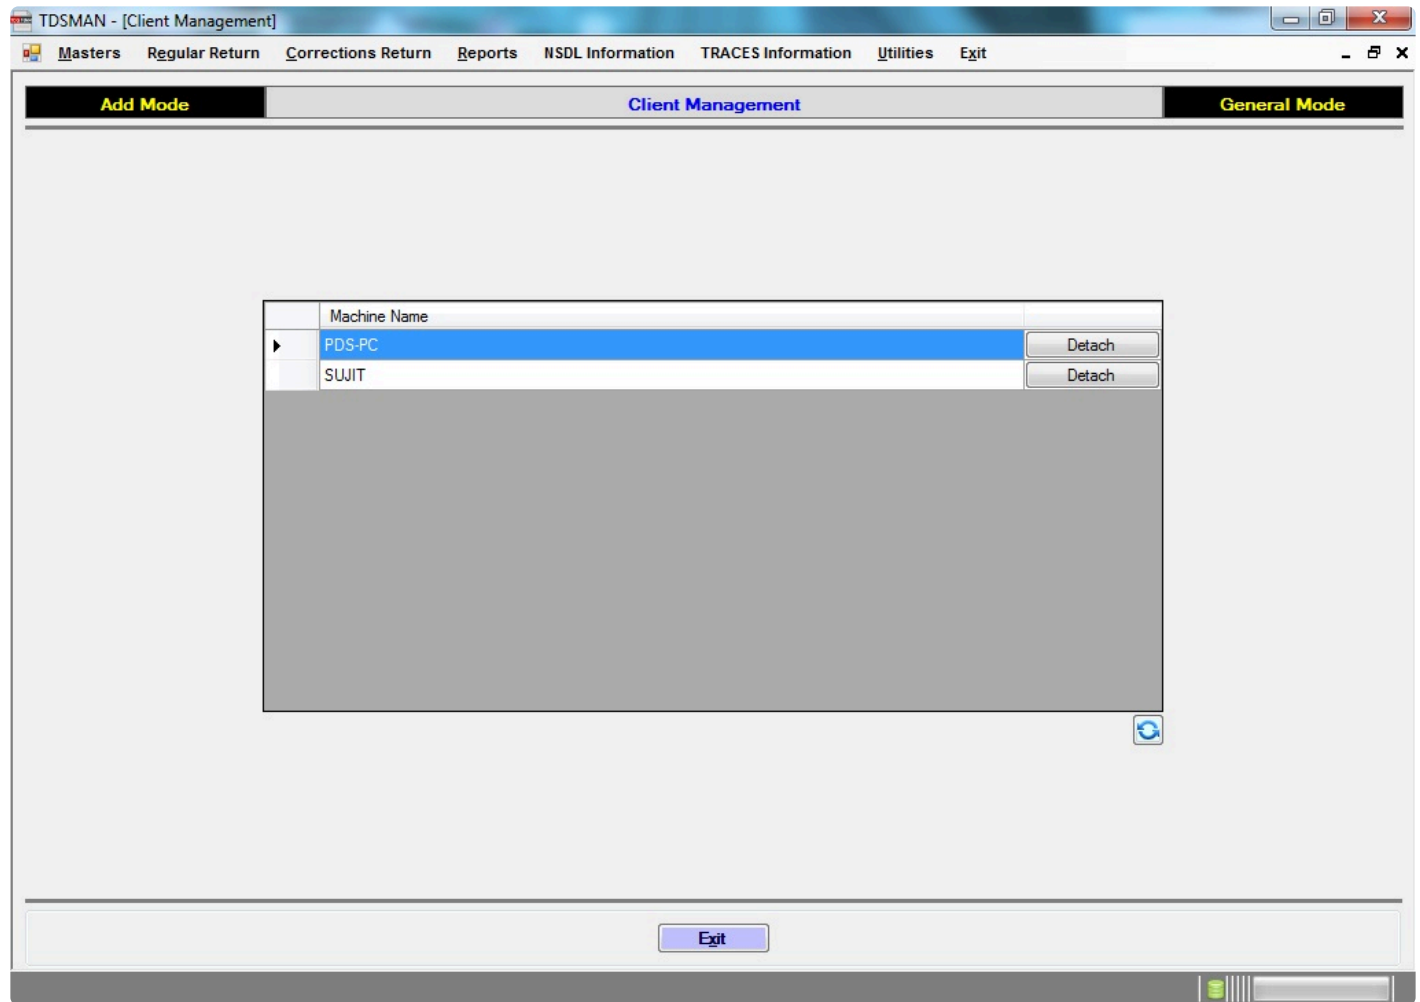 TDSMAN - [Client Management]
Masters Regular Return Corrections Return Reports NSDL Information TRACES Information Utilities Exit
Add Mode Client Management General Mode
Machine Name
PDS-PC Detach
SUJIT Detach
Exit